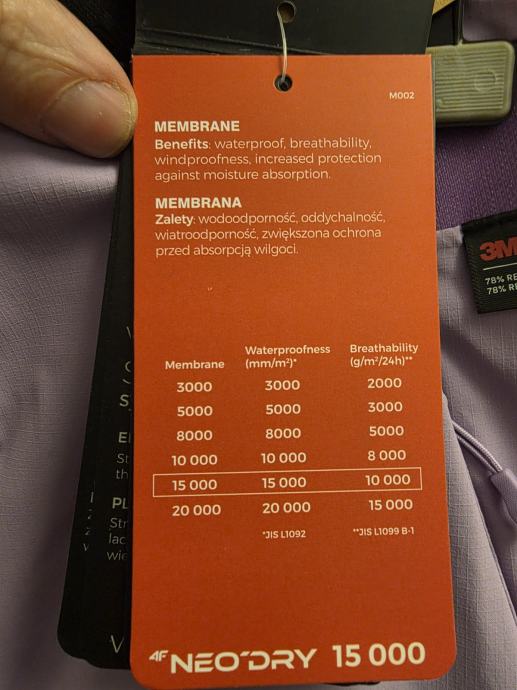 M002
MEMBRANE
Benefits: waterproof, breathability,
windproofness, increased protection
against moisture absorption.
MEMBRANA
Zalety: wodoodporność, oddychalność,
wiatroodporność, zwiększona ochrona
przed absorpcją wilgoci.
Membrane Waterproofness (mm/m²)* Breathability (g/m²/24h)**
3000 3000 2000
5000 5000 3000
8000 8000 5000
10 000 10 000 8 000
15 000 15 000 10 000
20 000 20 000 15 000
*JIS L1092 **JIS L1099 B-1
4F NEO'DRY 15 000
3M
78% RE
78% RE